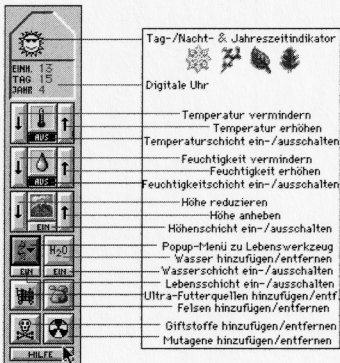 Tag-/Nacht- & Jahreszeitindikator
EINH. 13
TAG 15
JAHR 4
Digitale Uhr
Temperatur vermindern
Temperatur erhöhen
AUS
Temperaturschicht ein-/ausschalten
Feuchtigkeit vermindern
Feuchtigkeit erhöhen
AUS
Feuchtigkeitschicht ein-/ausschalten
Höhe reduzieren
Höhe anheben
EIN
Höhenschicht ein-/ausschalten
Popup-Menü zu Lebenswerkzeug
H₂O
Wasser hinzufügen/entfernen
EIN EIN
Wasserschicht ein-/ausschalten
Lebensschicht ein-/ausschalten
Ultra-Futterquellen hinzufügen/entf.
Felsen hinzufügen/entfernen
Giftstoffe hinzufügen/entfernen
Mutagene hinzufügen/entfernen
HILFE